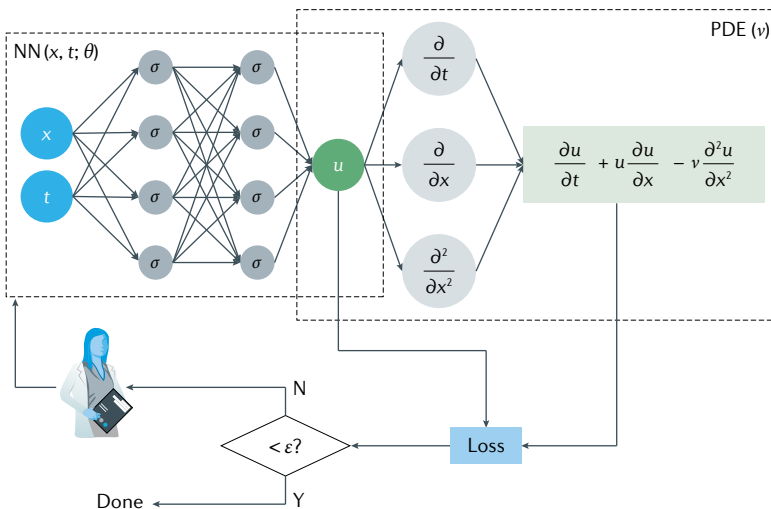 NN(x, t; θ)
PDE (ν)
x
t
σ
σ
σ
σ
σ
σ
σ
σ
u
∂/∂t
∂/∂x
∂²/∂x²
∂u/∂t + u ∂u/∂x − ν ∂²u/∂x²
N
< ε?
Loss
Y
Done